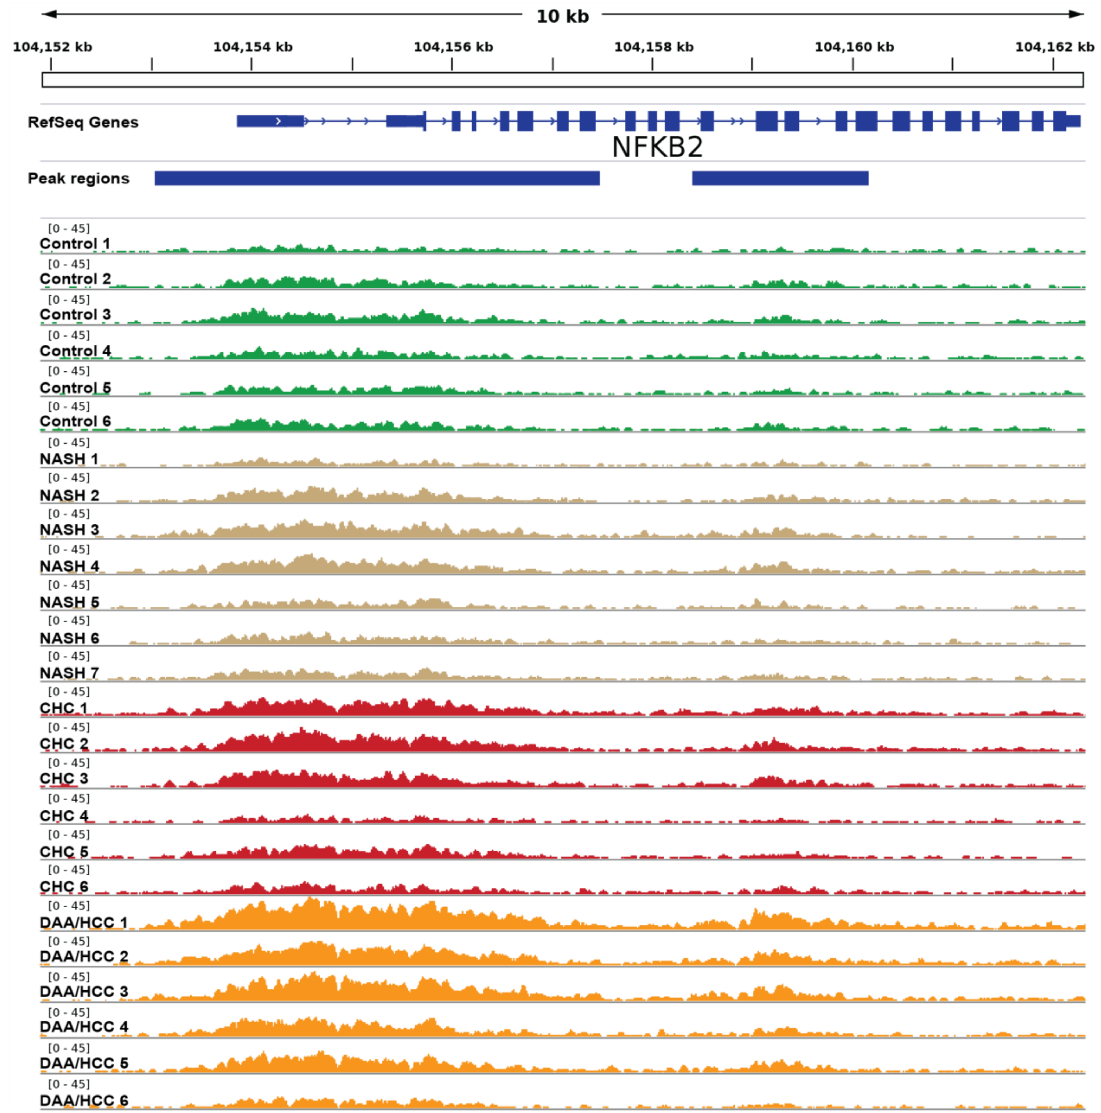 10 kb
104,152 kb 104,154 kb 104,156 kb 104,158 kb 104,160 kb 104,162 kb
RefSeq Genes
NFKB2
Peak regions
[0 - 45]
Control 1
[0 - 45]
Control 2
[0 - 45]
Control 3
[0 - 45]
Control 4
[0 - 45]
Control 5
[0 - 45]
Control 6
[0 - 45]
NASH 1
[0 - 45]
NASH 2
[0 - 45]
NASH 3
[0 - 45]
NASH 4
[0 - 45]
NASH 5
[0 - 45]
NASH 6
[0 - 45]
NASH 7
[0 - 45]
CHC 1
[0 - 45]
CHC 2
[0 - 45]
CHC 3
[0 - 45]
CHC 4
[0 - 45]
CHC 5
[0 - 45]
CHC 6
[0 - 45]
DAA/HCC 1
[0 - 45]
DAA/HCC 2
[0 - 45]
DAA/HCC 3
[0 - 45]
DAA/HCC 4
[0 - 45]
DAA/HCC 5
[0 - 45]
DAA/HCC 6